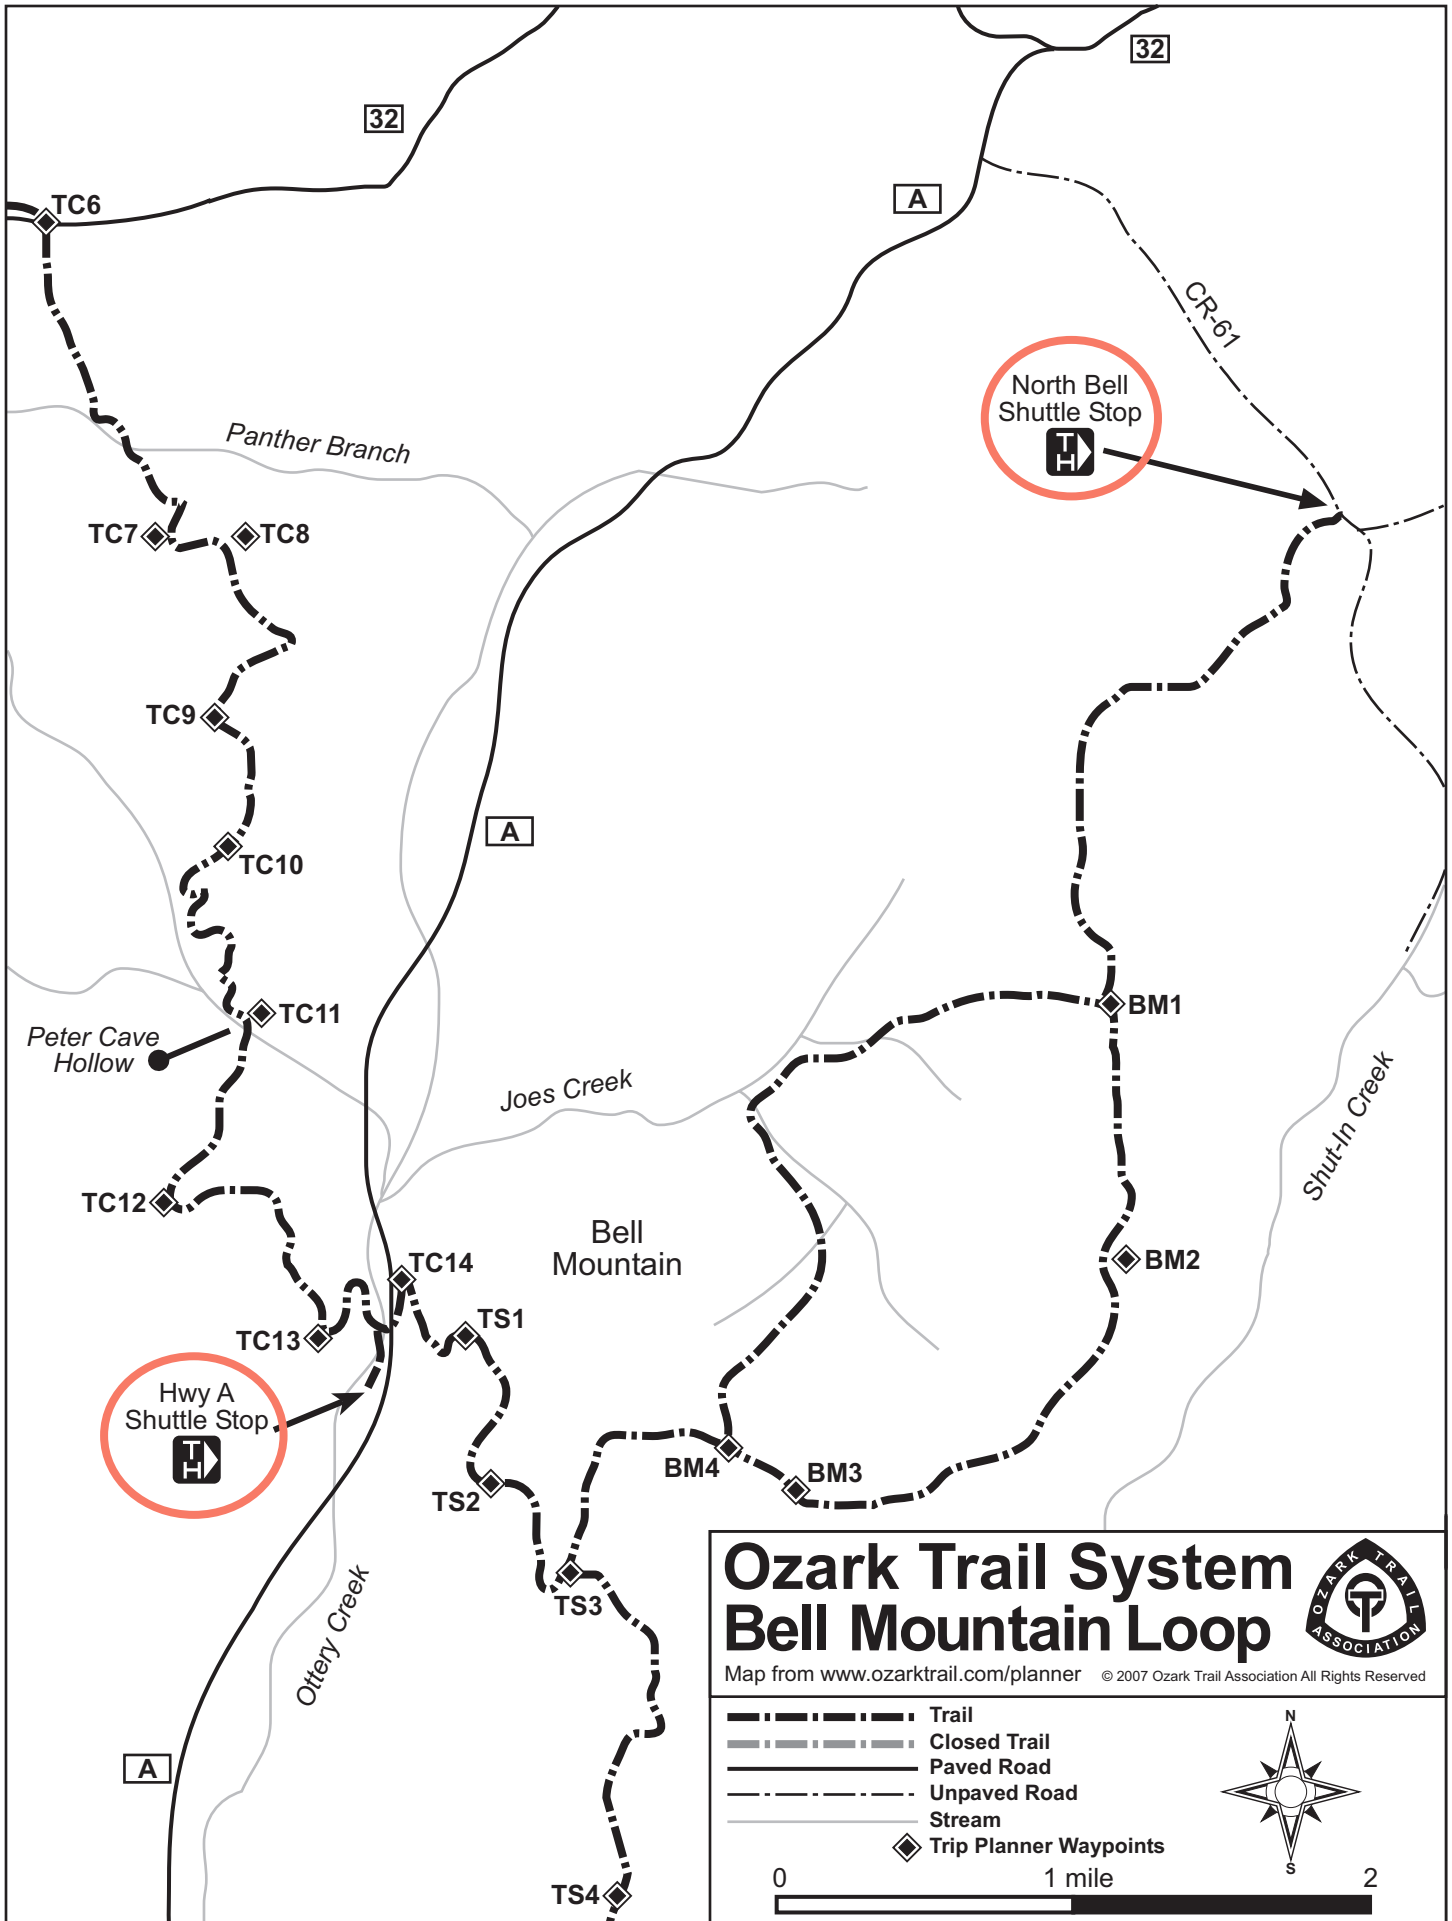 32
32
TC6
A
CR-61
North Bell
Shuttle Stop
TH
Panther Branch
TC7
TC8
TC9
A
TC10
TC11
BM1
Peter Cave
Hollow
Joes Creek
Shut-In Creek
TC12
Bell
Mountain
BM2
TC14
TS1
TC13
Hwy A
Shuttle Stop
TH
BM4
BM3
TS2
TS3
Ottery Creek
A
TS4
Ozark Trail System
Bell Mountain Loop
OZARK TRAIL
ASSOCIATION
Map from www.ozarktrail.com/planner © 2007 Ozark Trail Association All Rights Reserved
Trail
Closed Trail
Paved Road
Unpaved Road
Stream
Trip Planner Waypoints
N
S
0 1 mile 2